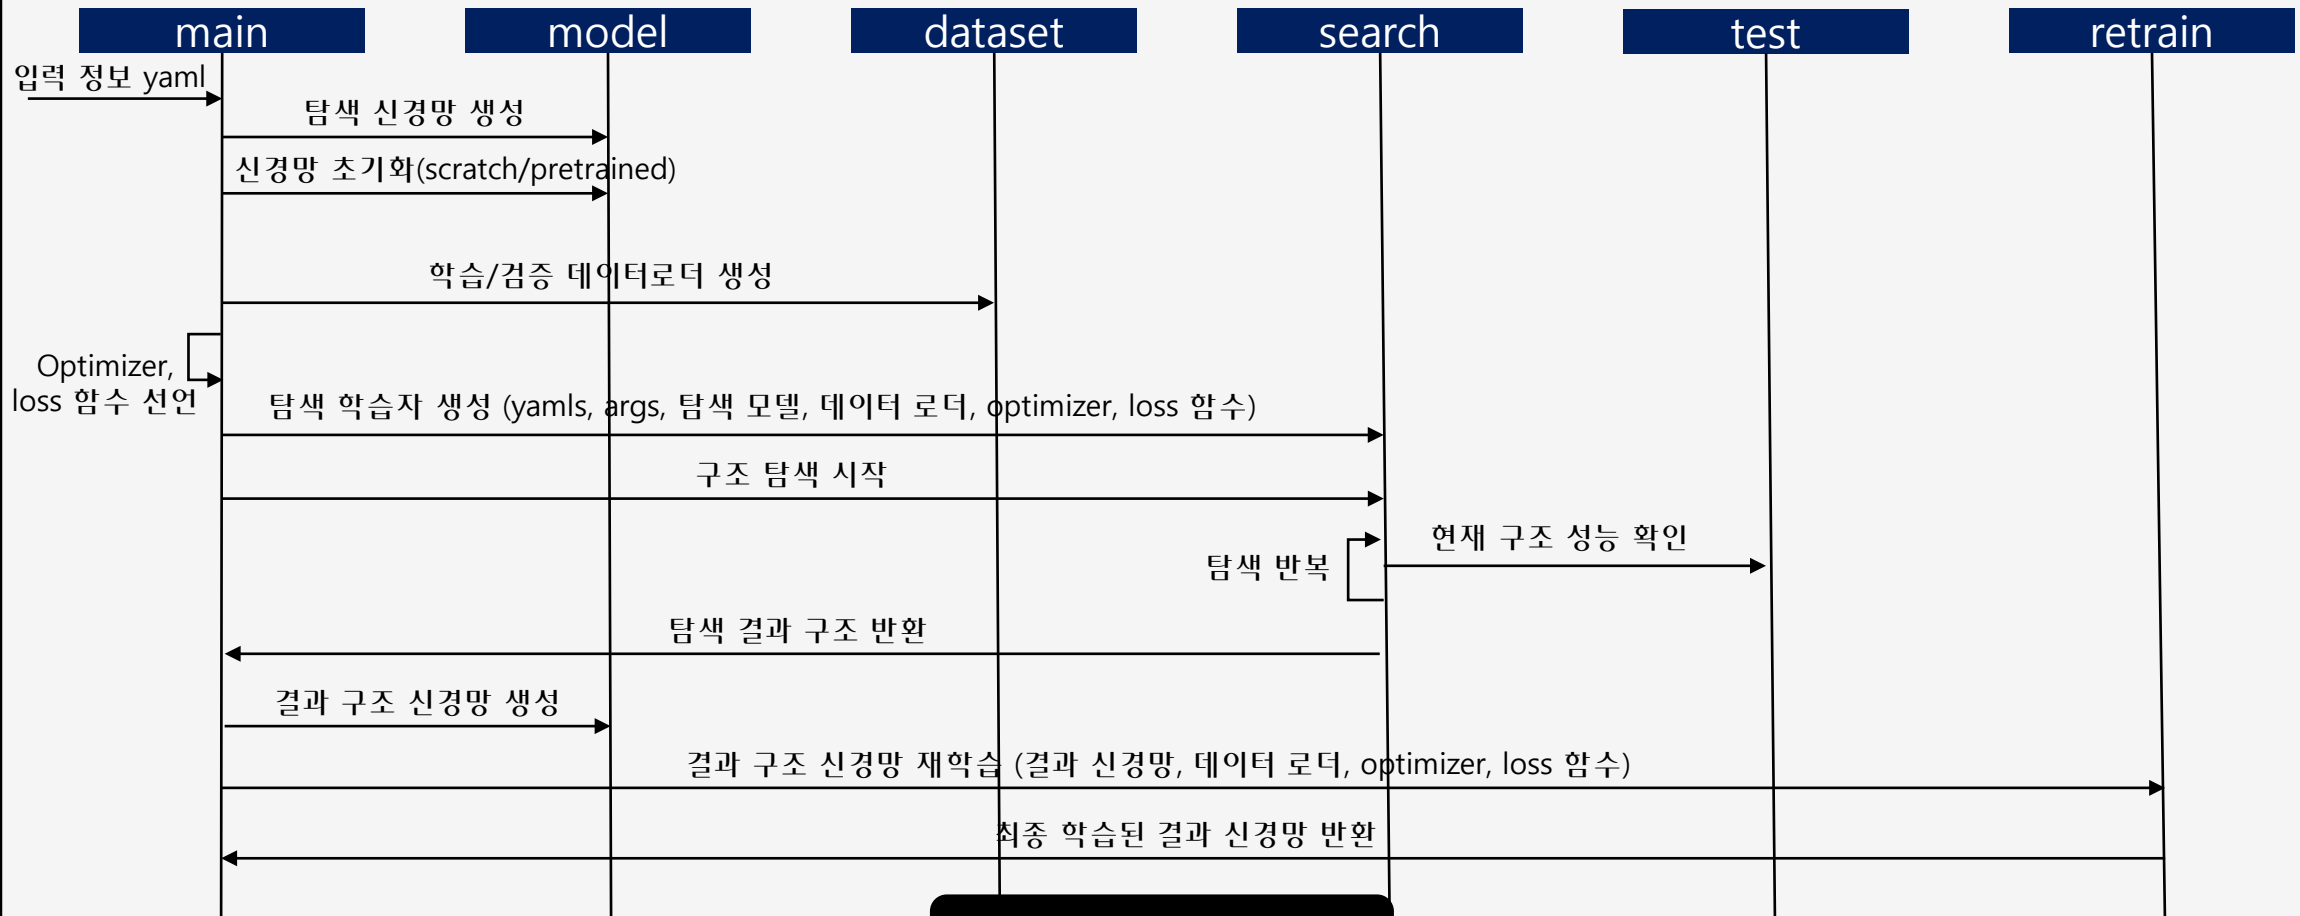 main
model
dataset
search
test
retrain
입력 정보 yaml
탐색 신경망 생성
신경망 초기화(scratch/pretrained)
학습/검증 데이터로더 생성
Optimizer,
loss 함수 선언
탐색 학습자 생성 (yamls, args, 탐색 모델, 데이터 로더, optimizer, loss 함수)
구조 탐색 시작
현재 구조 성능 확인
탐색 반복
탐색 결과 구조 반환
결과 구조 신경망 생성
결과 구조 신경망 재학습 (결과 신경망, 데이터 로더, optimizer, loss 함수)
최종 학습된 결과 신경망 반환